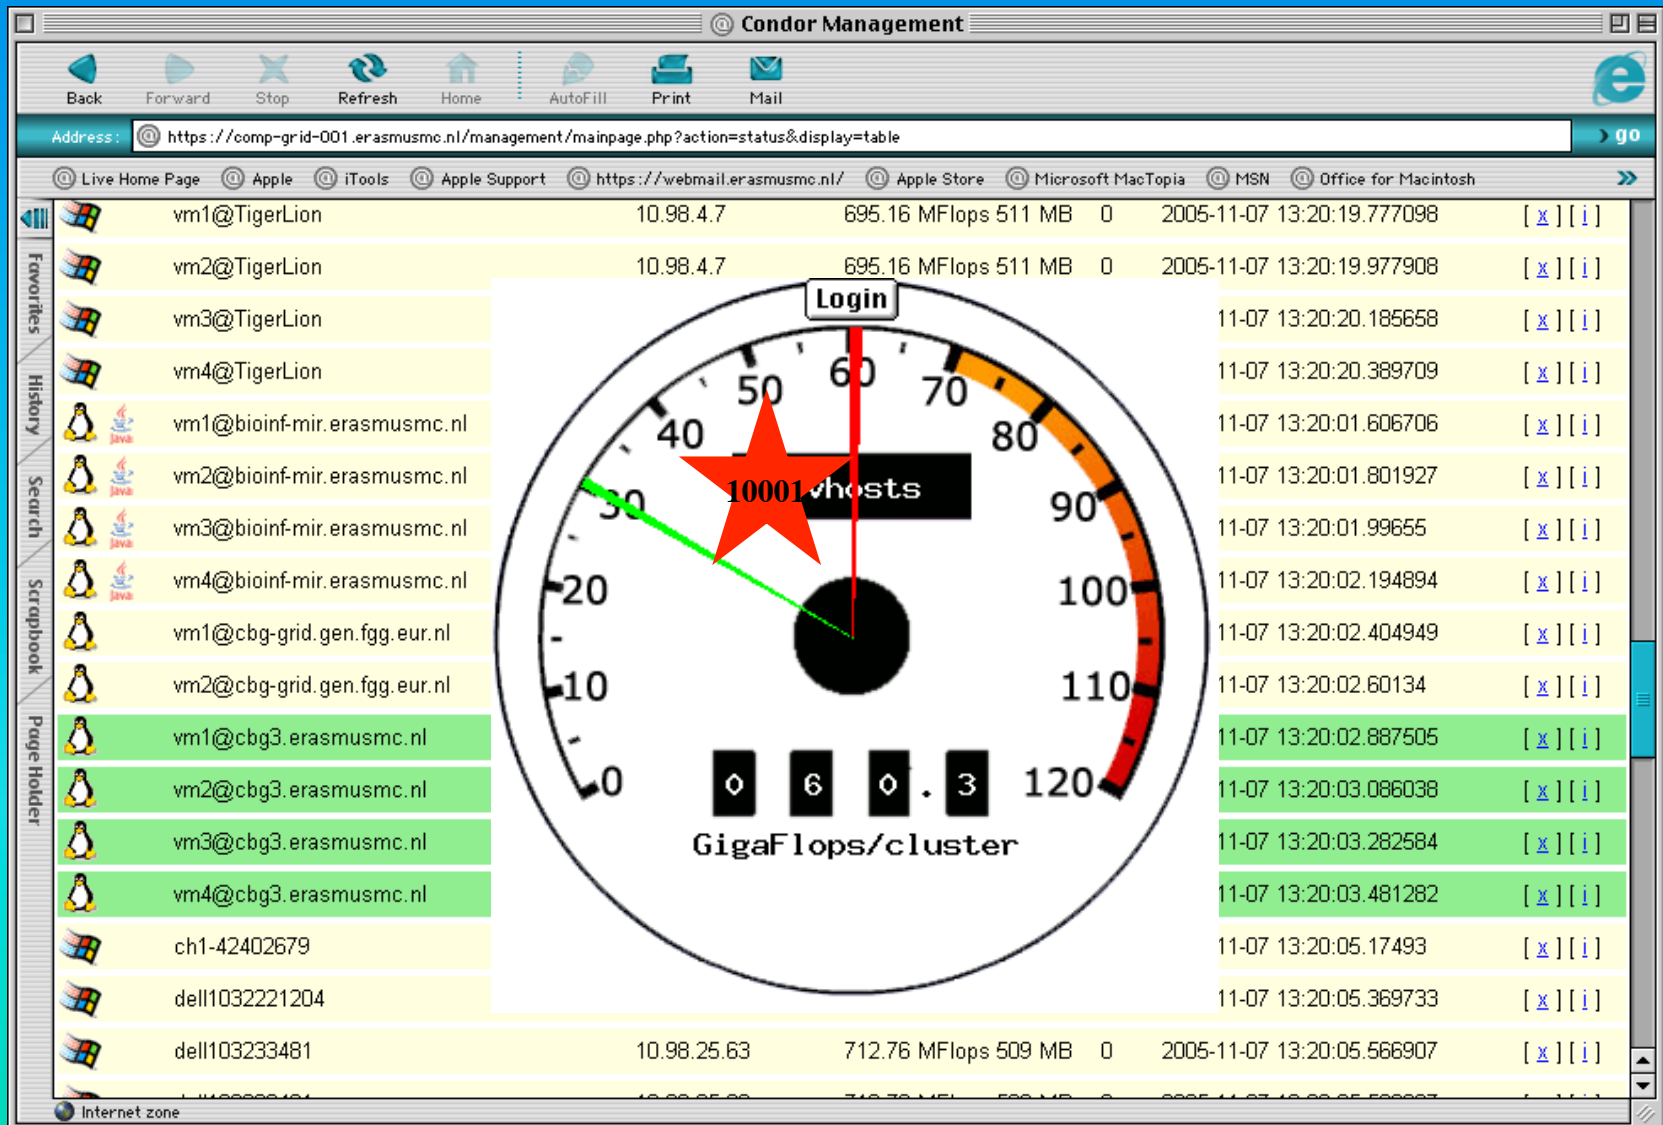 Condor Management
Back Forward Stop Refresh Home AutoFill Print Mail
Address: https://comp-grid-001.erasmusmc.nl/management/mainpage.php?action=status&display=table go
Live Home Page Apple iTools Apple Support https://webmail.erasmusmc.nl/ Apple Store Microsoft MacTopia MSN Office for Macintosh
Favorites
History
Search
Scrapbook
Page Holder
vm1@TigerLion 10.98.4.7 695.16 MFlops 511 MB 0 2005-11-07 13:20:19.777098 [ x ] [ i ]
vm2@TigerLion 10.98.4.7 695.16 MFlops 511 MB 0 2005-11-07 13:20:19.977908 [ x ] [ i ]
vm3@TigerLion 11-07 13:20:20.185658 [ x ] [ i ]
vm4@TigerLion 11-07 13:20:20.389709 [ x ] [ i ]
Java vm1@bioinf-mir.erasmusmc.nl 11-07 13:20:01.606706 [ x ] [ i ]
Java vm2@bioinf-mir.erasmusmc.nl 11-07 13:20:01.801927 [ x ] [ i ]
Java vm3@bioinf-mir.erasmusmc.nl 11-07 13:20:01.99655 [ x ] [ i ]
Java vm4@bioinf-mir.erasmusmc.nl 11-07 13:20:02.194894 [ x ] [ i ]
vm1@cbg-grid.gen.fgg.eur.nl 11-07 13:20:02.404949 [ x ] [ i ]
vm2@cbg-grid.gen.fgg.eur.nl 11-07 13:20:02.60134 [ x ] [ i ]
vm1@cbg3.erasmusmc.nl 11-07 13:20:02.887505 [ x ] [ i ]
vm2@cbg3.erasmusmc.nl 11-07 13:20:03.086038 [ x ] [ i ]
vm3@cbg3.erasmusmc.nl 11-07 13:20:03.282584 [ x ] [ i ]
vm4@cbg3.erasmusmc.nl 11-07 13:20:03.481282 [ x ] [ i ]
ch1-42402679 11-07 13:20:05.17493 [ x ] [ i ]
dell1032221204 11-07 13:20:05.369733 [ x ] [ i ]
dell103233481 10.98.25.63 712.76 MFlops 509 MB 0 2005-11-07 13:20:05.566907 [ x ] [ i ]
Login
0
10
20
30
40
50
60
70
80
90
100
110
120
10001 vhosts
0 6 0 . 3
GigaFlops/cluster
Internet zone